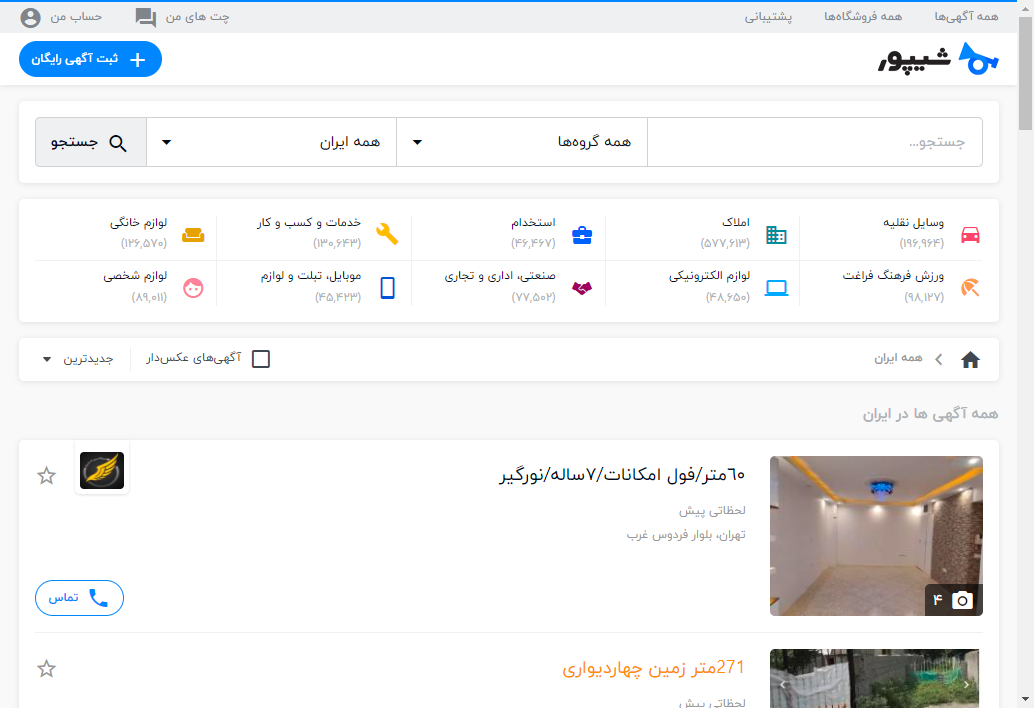 همه آگهی‌ها
همه فروشگاه‌ها
پشتیبانی
چت های من
حساب من
شیپور
ثبت آگهی رایگان
جستجو...
همه گروه‌ها
همه ایران
جستجو
وسایل نقلیه
(۱۹۶,۹۶۴)
املاک
(۵۷۷,۶۱۳)
استخدام
(۴۶,۴۶۷)
خدمات و کسب و کار
(۱۳۰,۶۴۳)
لوازم خانگی
(۱۲۶,۵۷۰)
ورزش فرهنگ فراغت
(۹۸,۱۲۷)
لوازم الکترونیکی
(۴۸,۶۵۰)
صنعتی، اداری و تجاری
(۷۷,۵۰۲)
موبایل، تبلت و لوازم
(۴۵,۴۲۳)
لوازم شخصی
(۸۹,۰۱۱)
همه ایران
آگهی‌های عکس‌دار
جدیدترین
همه آگهی ها در ایران
٦٠متر/فول امکانات/۷ساله/نورگیر
لحظاتی پیش
تهران، بلوار فردوس غرب
۴
تماس
271متر زمین چهاردیواری
لحظاتی پیش